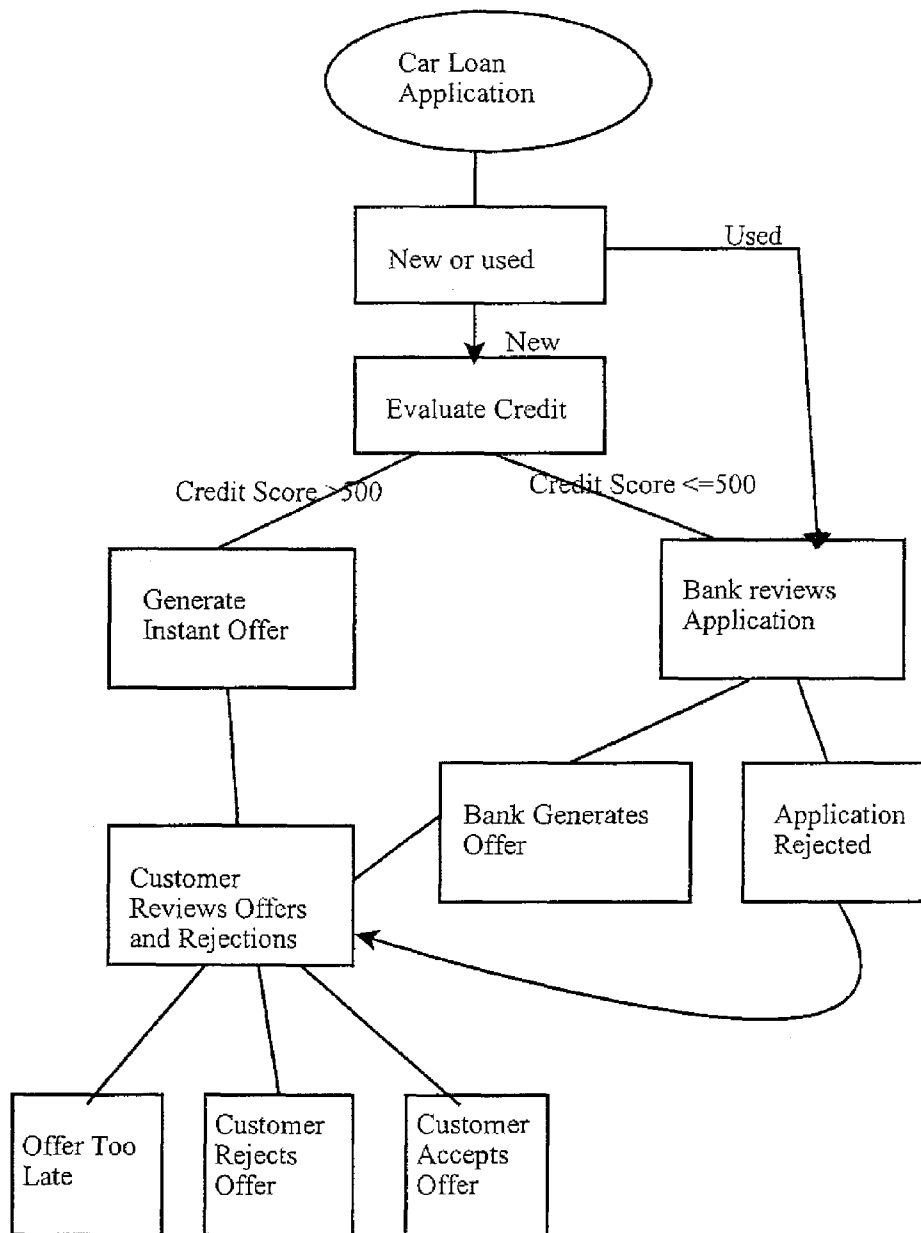 Car Loan
Application
New or used
Used
New
Evaluate Credit
Credit Score >500
Credit Score <=500
Generate
Instant Offer
Bank reviews
Application
Bank Generates
Offer
Application
Rejected
Customer
Reviews Offers
and Rejections
Offer Too
Late
Customer
Rejects
Offer
Customer
Accepts
Offer